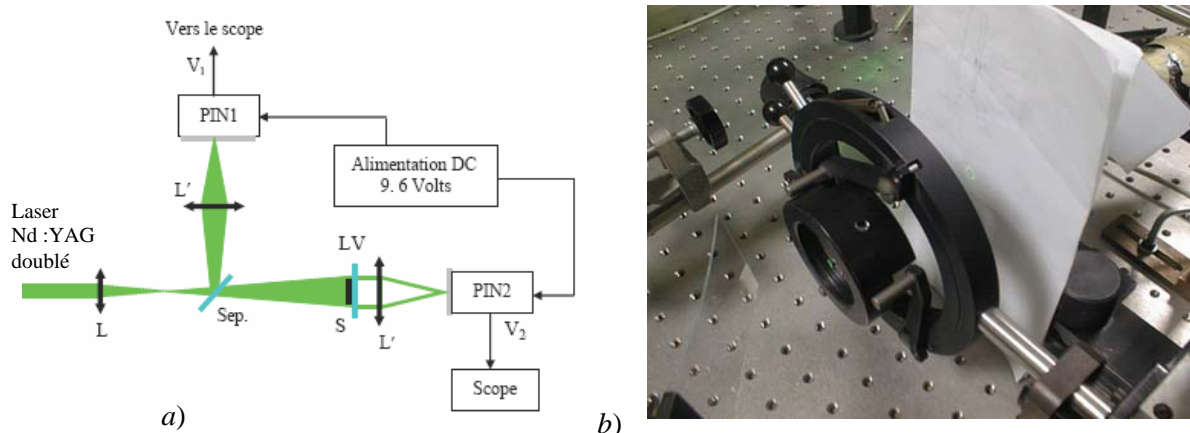 Vers le scope
V₁
PIN1
Alimentation DC
9. 6 Volts
L'
Laser
Nd :YAG
doublé
LV
PIN2
L
Sep.
S
L'
V₂
Scope
a)
b)